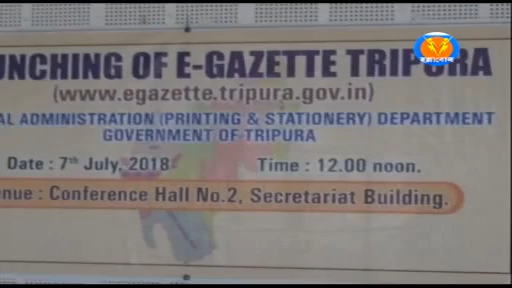 UNCHING OF E-GAZETTE TRIPURA
(www.egazette.tripura.gov.in)
AL ADMINISTRATION (PRINTING & STATIONERY) DEPARTMENT
GOVERNMENT OF TRIPURA
Date : 7th July, 2018 Time : 12.00 noon.
enue : Conference Hall No.2, Secretariat Building.